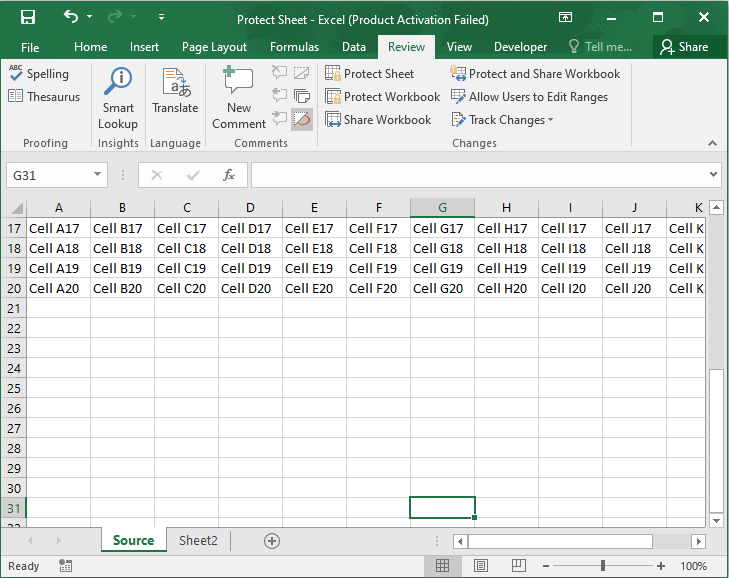 Protect Sheet - Excel (Product Activation Failed)
File Home Insert Page Layout Formulas Data Review View Developer Tell me... Share
ABC Spelling
Thesaurus
Smart Lookup
Translate
New Comment
Protect Sheet
Protect Workbook
Share Workbook
Protect and Share Workbook
Allow Users to Edit Ranges
Track Changes
Proofing Insights Language Comments Changes
G31 fx
A B C D E F G H I J K
17 Cell A17 Cell B17 Cell C17 Cell D17 Cell E17 Cell F17 Cell G17 Cell H17 Cell I17 Cell J17 Cell K
18 Cell A18 Cell B18 Cell C18 Cell D18 Cell E18 Cell F18 Cell G18 Cell H18 Cell I18 Cell J18 Cell K
19 Cell A19 Cell B19 Cell C19 Cell D19 Cell E19 Cell F19 Cell G19 Cell H19 Cell I19 Cell J19 Cell K
20 Cell A20 Cell B20 Cell C20 Cell D20 Cell E20 Cell F20 Cell G20 Cell H20 Cell I20 Cell J20 Cell K
21
22
23
24
25
26
27
28
29
30
31
Source Sheet2
Ready 100%